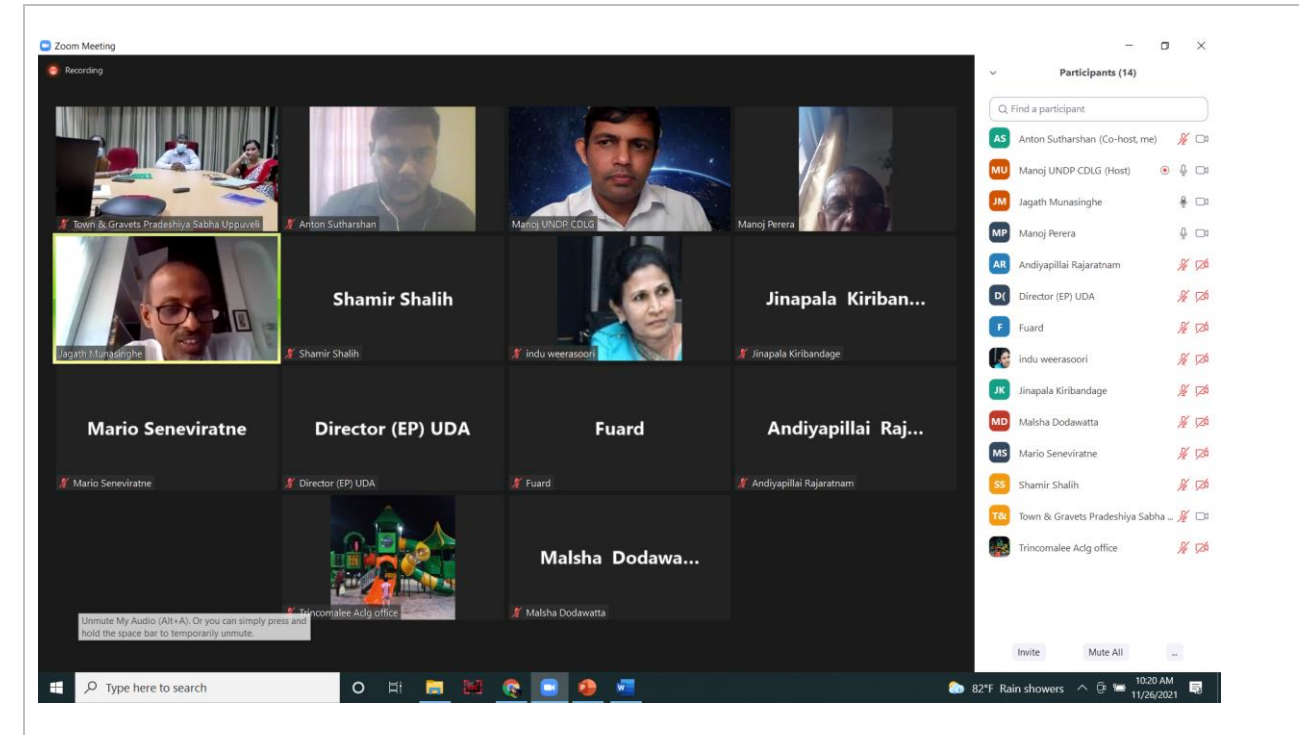 Zoom Meeting
Recording
Town & Gravets Pradeshiya Sabha Uppuveli
Anton Sutharshan
Manoj UNDP CDLG
Manoj Perera
Jagath Munasinghe
Shamir Shalih
Shamir Shalih
indu weerasoori
Jinapala Kiriban...
Jinapala Kiribandage
Mario Seneviratne
Mario Seneviratne
Director (EP) UDA
Director (EP) UDA
Fuard
Fuard
Andiyapillai Raj...
Andiyapillai Rajaratnam
Trincomalee Aclg office
Malsha Dodawa...
Malsha Dodawatta
Unmute My Audio (Alt+A). Or you can simply press and
hold the space bar to temporarily unmute.
Participants (14)
Find a participant
AS Anton Sutharshan (Co-host, me)
MU Manoj UNDP CDLG (Host)
JM Jagath Munasinghe
MP Manoj Perera
AR Andiyapillai Rajaratnam
D( Director (EP) UDA
F Fuard
indu weerasoori
JK Jinapala Kiribandage
MD Malsha Dodawatta
MS Mario Seneviratne
SS Shamir Shalih
T& Town & Gravets Pradeshiya Sabha ...
Trincomalee Aclg office
Invite Mute All ...
Type here to search
82°F Rain showers
10:20 AM
11/26/2021